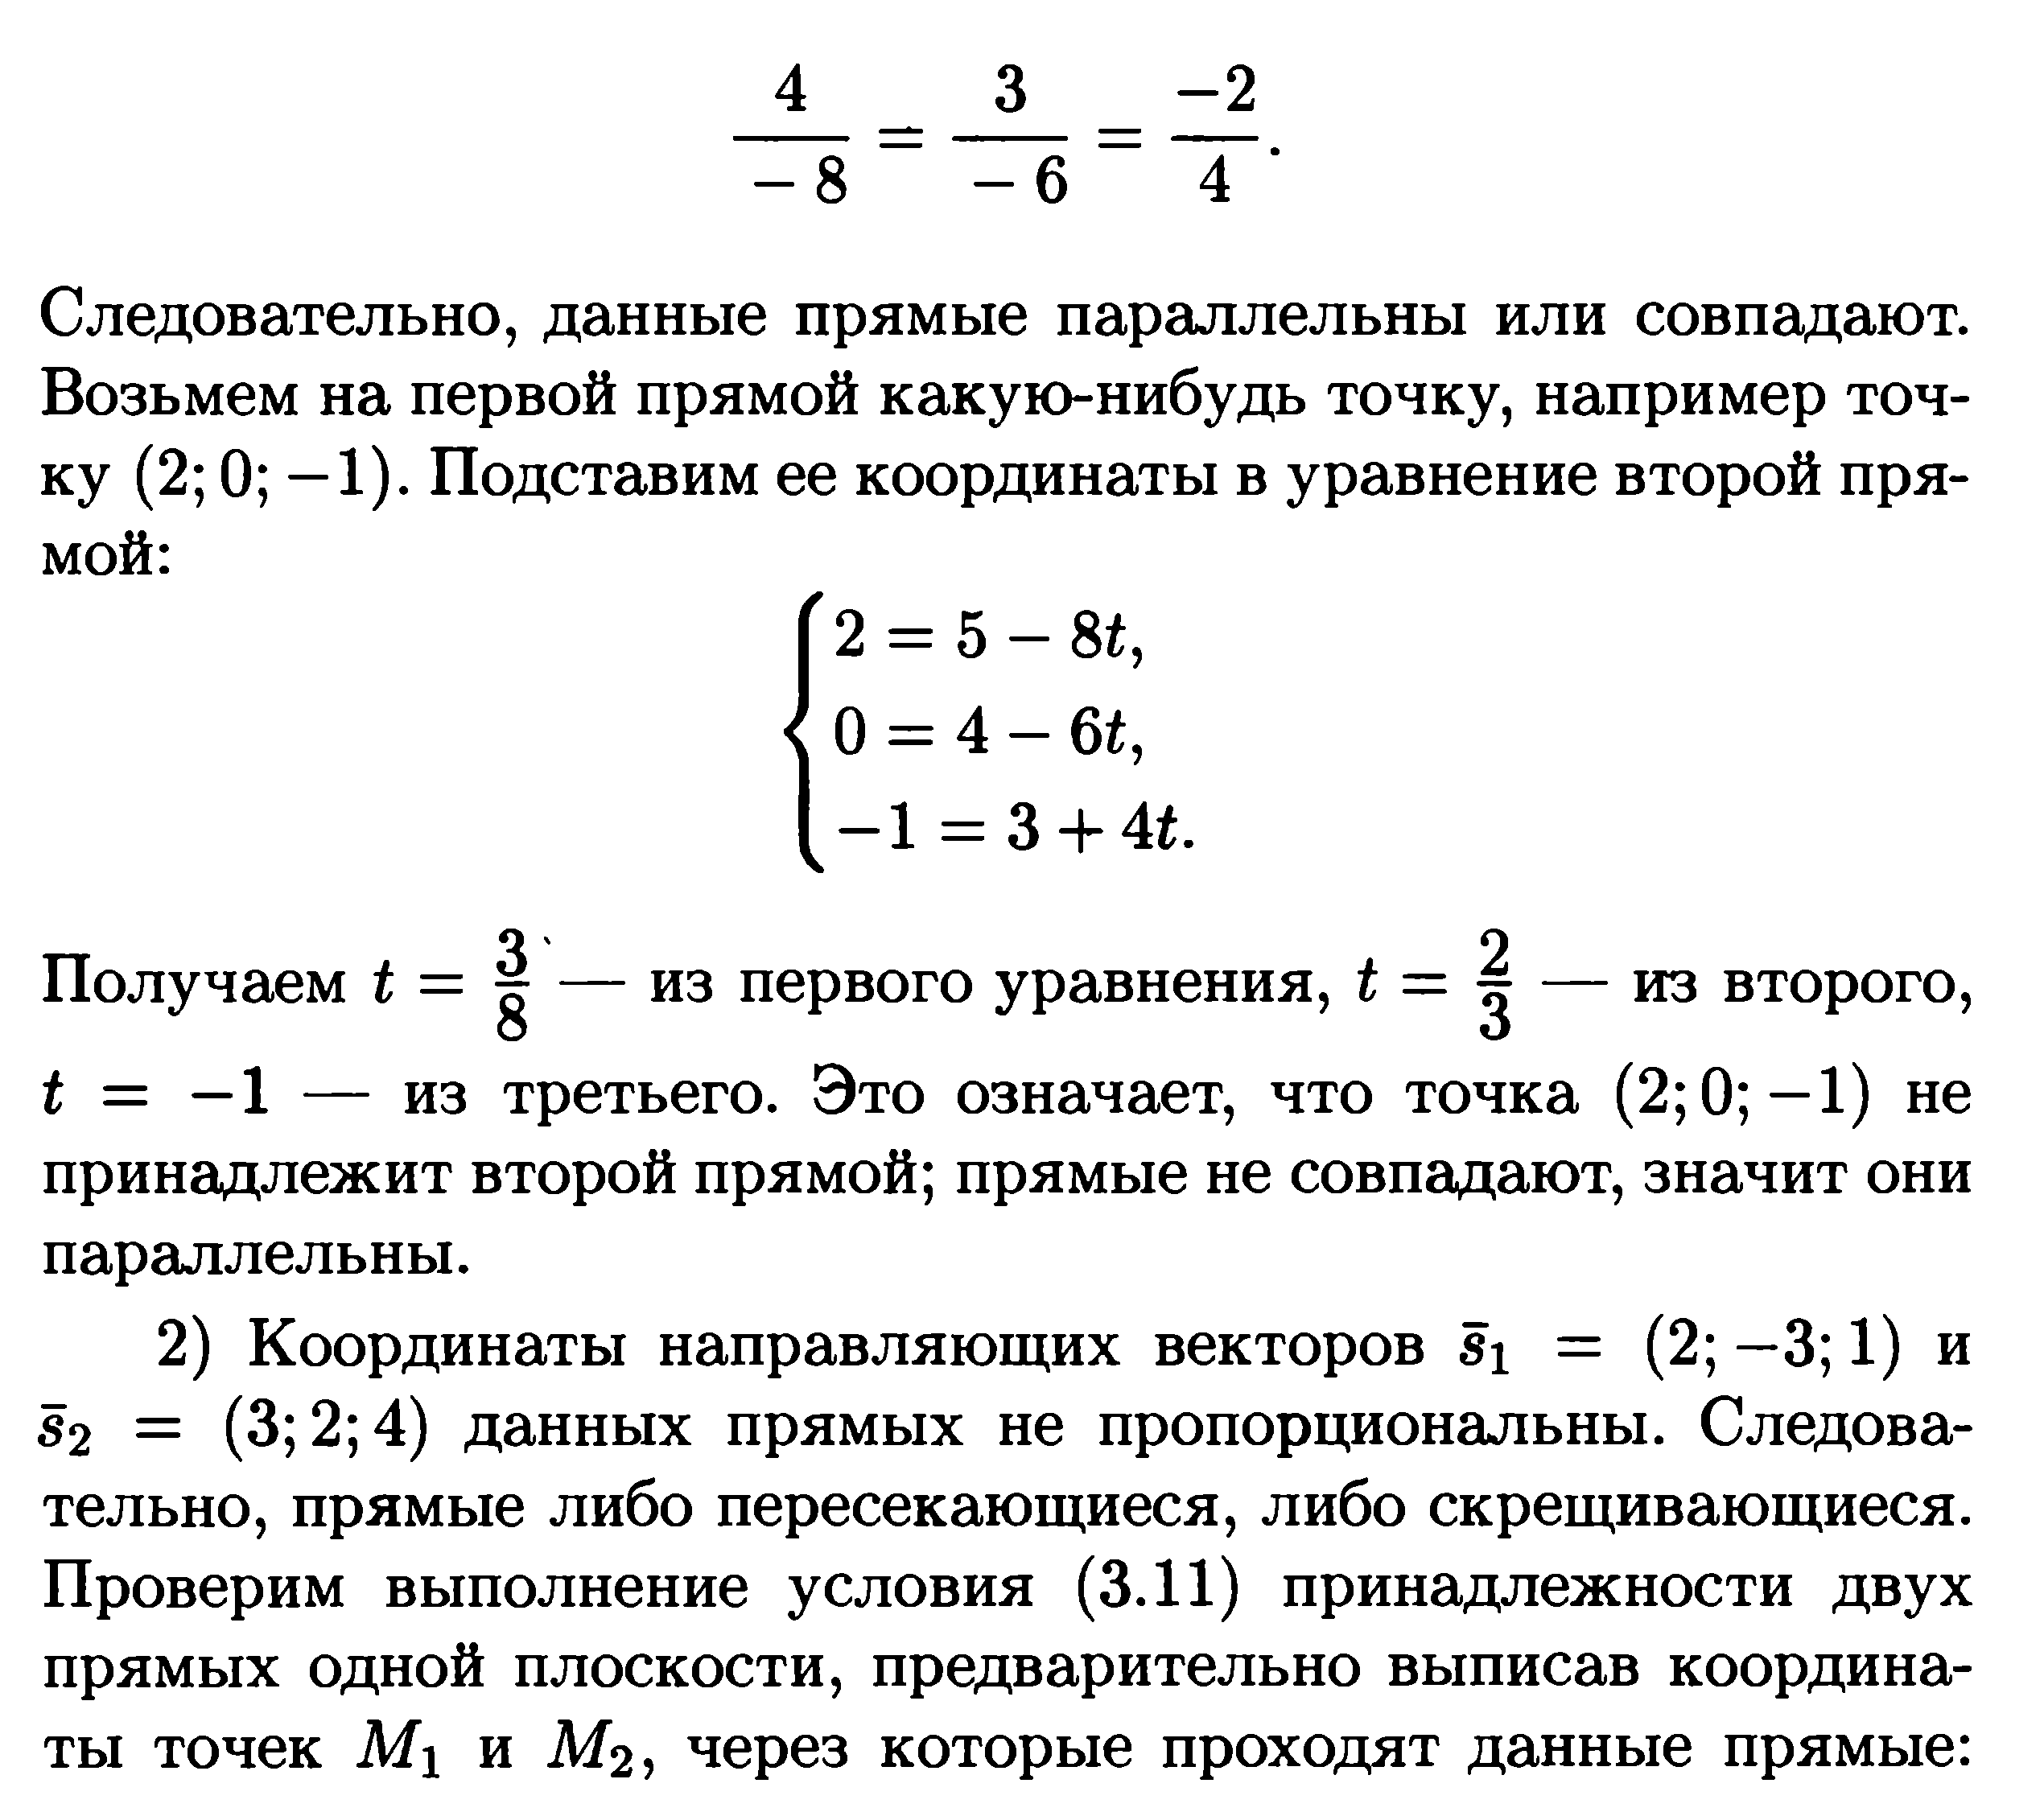 4/−8 = 3/−6 = −2/4.
Следовательно, данные прямые параллельны или совпадают.
Возьмем на первой прямой какую-нибудь точку, например точ-
ку (2; 0; −1). Подставим ее координаты в уравнение второй пря-
мой:
2 = 5 − 8t,
0 = 4 − 6t,
−1 = 3 + 4t.
Получаем t = 3/8 — из первого уравнения, t = 2/3 — из второго,
t = −1 — из третьего. Это означает, что точка (2; 0; −1) не
принадлежит второй прямой; прямые не совпадают, значит они
параллельны.
2) Координаты направляющих векторов s̄₁ = (2; −3; 1) и
s̄₂ = (3; 2; 4) данных прямых не пропорциональны. Следова-
тельно, прямые либо пересекающиеся, либо скрещивающиеся.
Проверим выполнение условия (3.11) принадлежности двух
прямых одной плоскости, предварительно выписав координа-
ты точек M₁ и M₂, через которые проходят данные прямые: